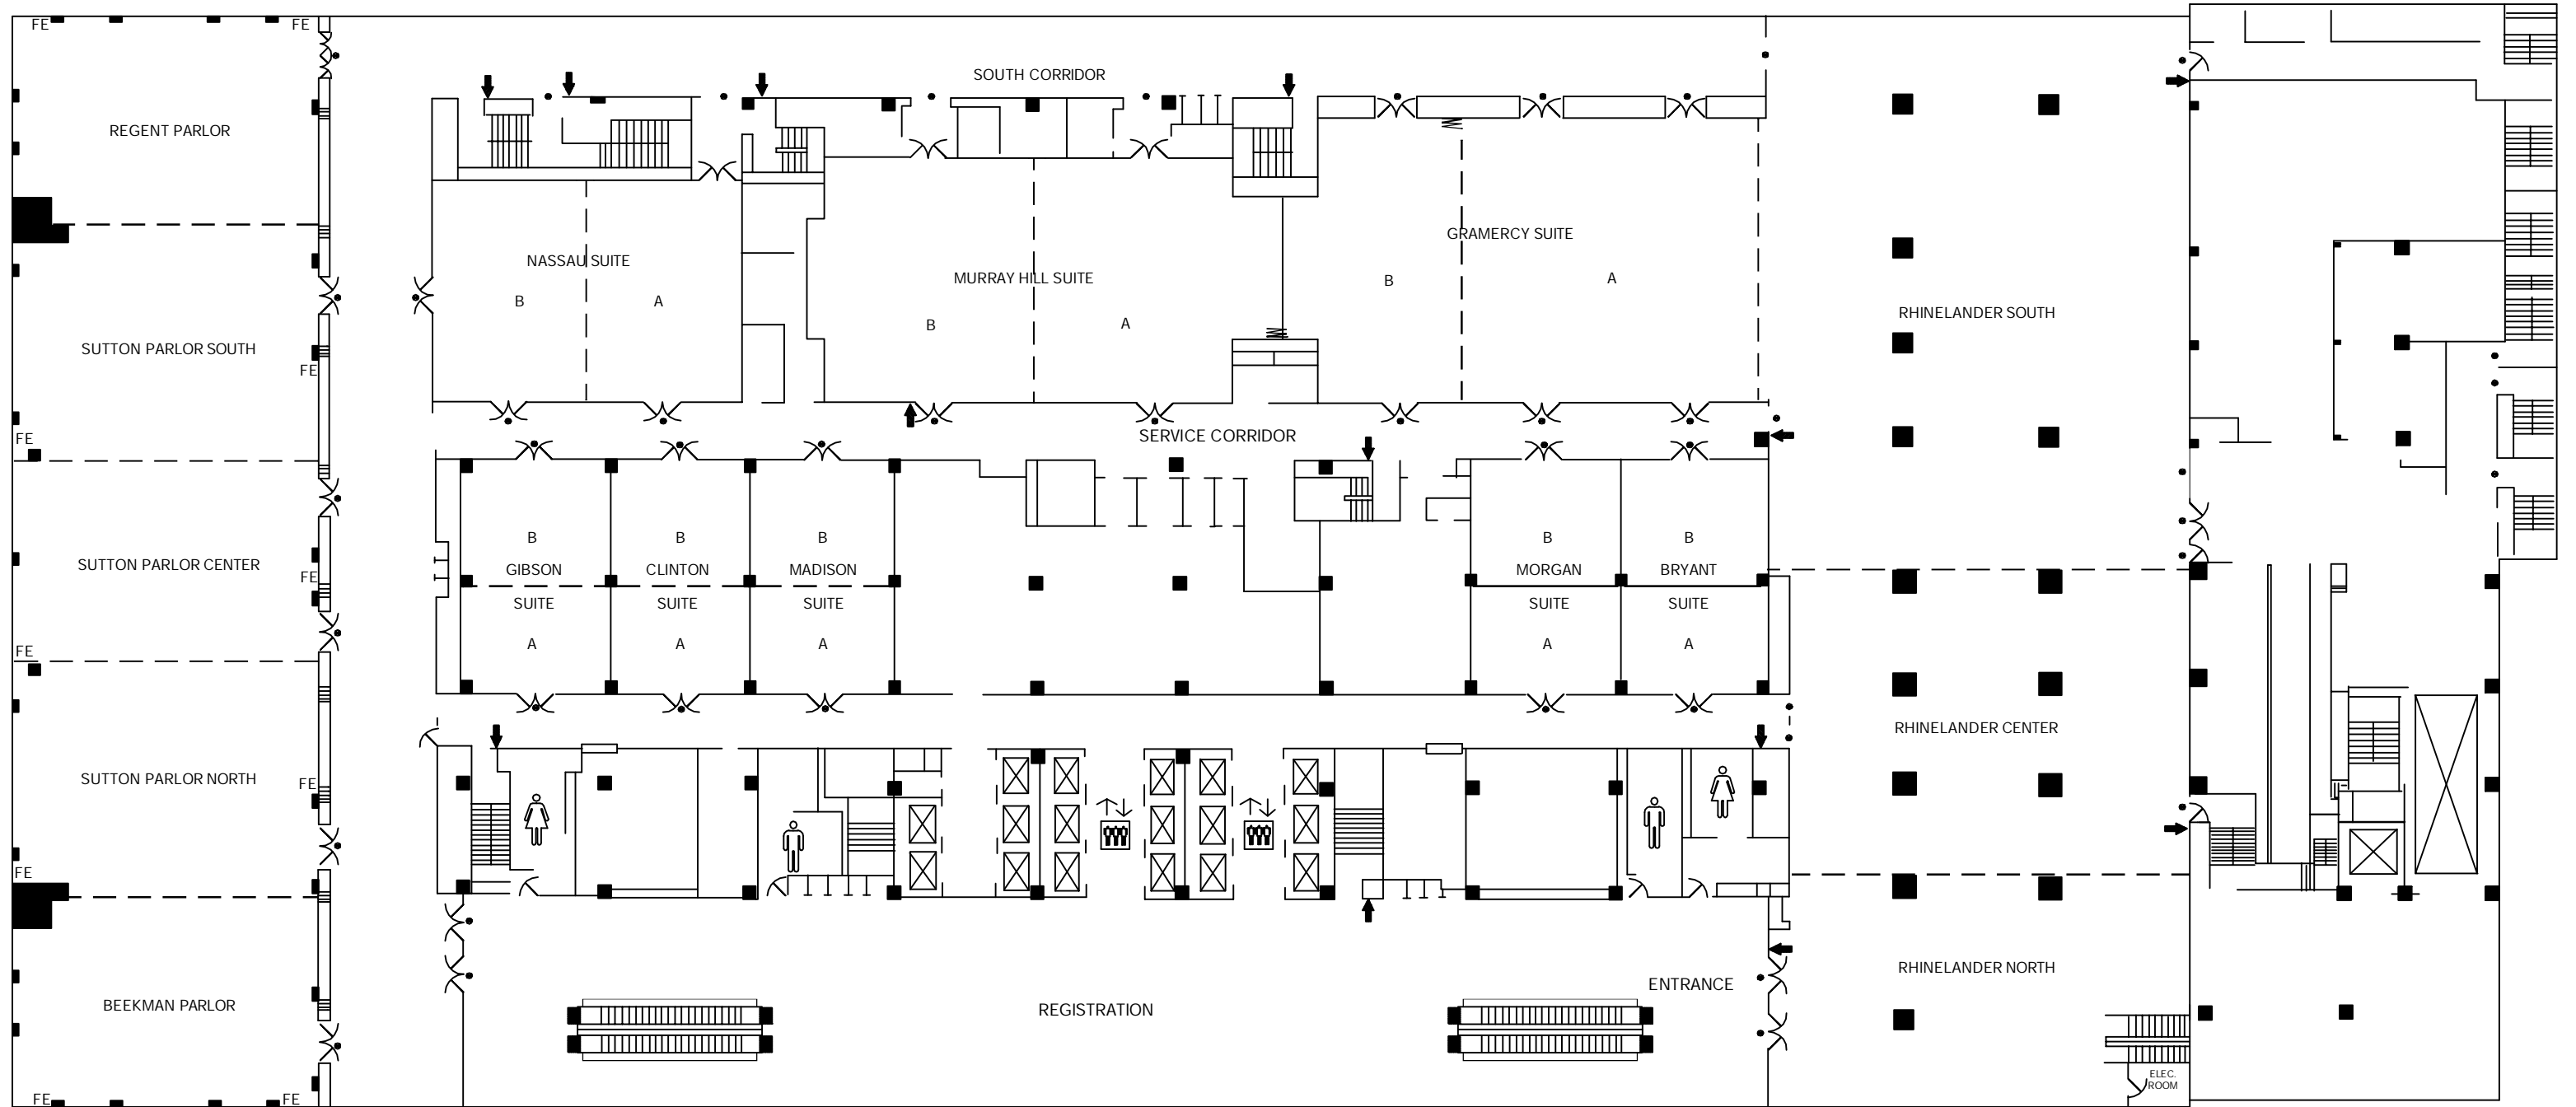 FE
FE
SOUTH CORRIDOR
REGENT PARLOR
NASSAU SUITE
B
A
MURRAY HILL SUITE
B
A
GRAMERCY SUITE
B
A
RHINELANDER SOUTH
SUTTON PARLOR SOUTH
FE
FE
SERVICE CORRIDOR
SUTTON PARLOR CENTER
FE
FE
B
GIBSON
SUITE
A
B
CLINTON
SUITE
A
B
MADISON
SUITE
A
B
MORGAN
SUITE
A
B
BRYANT
SUITE
A
RHINELANDER CENTER
SUTTON PARLOR NORTH
FE
FE
BEEKMAN PARLOR
REGISTRATION
ENTRANCE
RHINELANDER NORTH
ELEC.
ROOM
FE
FE